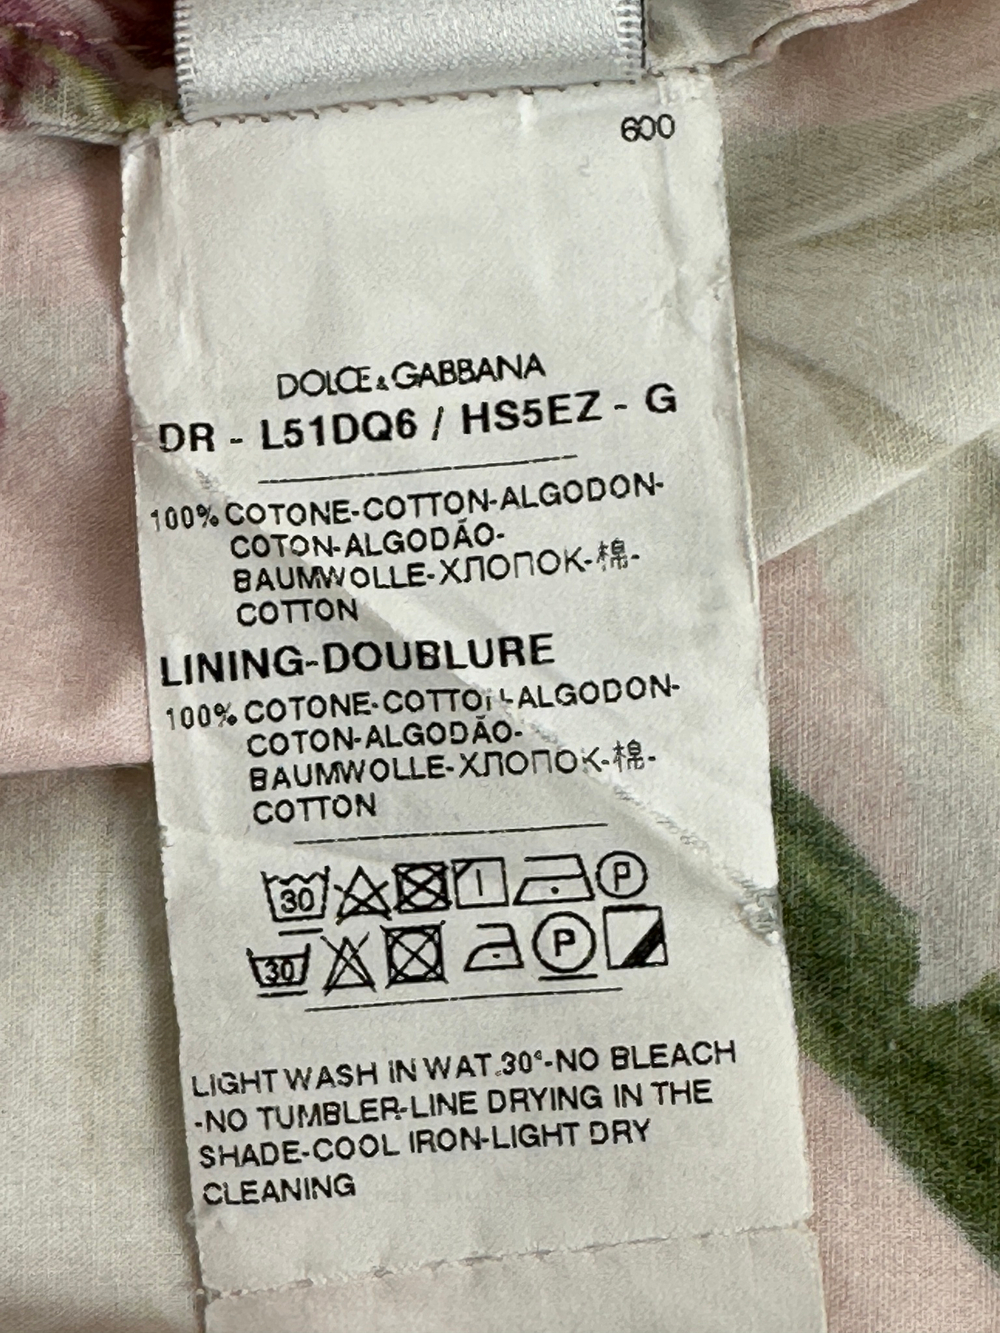 600
DOLCE & GABBANA
DR - L51DQ6 / HS5EZ - G
100% COTONE-COTTON-ALGODON-
COTON-ALGODÃO-
BAUMWOLLE-ХЛОПОК-棉-
COTTON
LINING-DOUBLURE
100% COTONE-COTTON-ALGODON-
COTON-ALGODÃO-
BAUMWOLLE-ХЛОПОК-棉-
COTTON
30 P
30 P
LIGHT WASH IN WAT.30°-NO BLEACH
-NO TUMBLER-LINE DRYING IN THE
SHADE-COOL IRON-LIGHT DRY
CLEANING